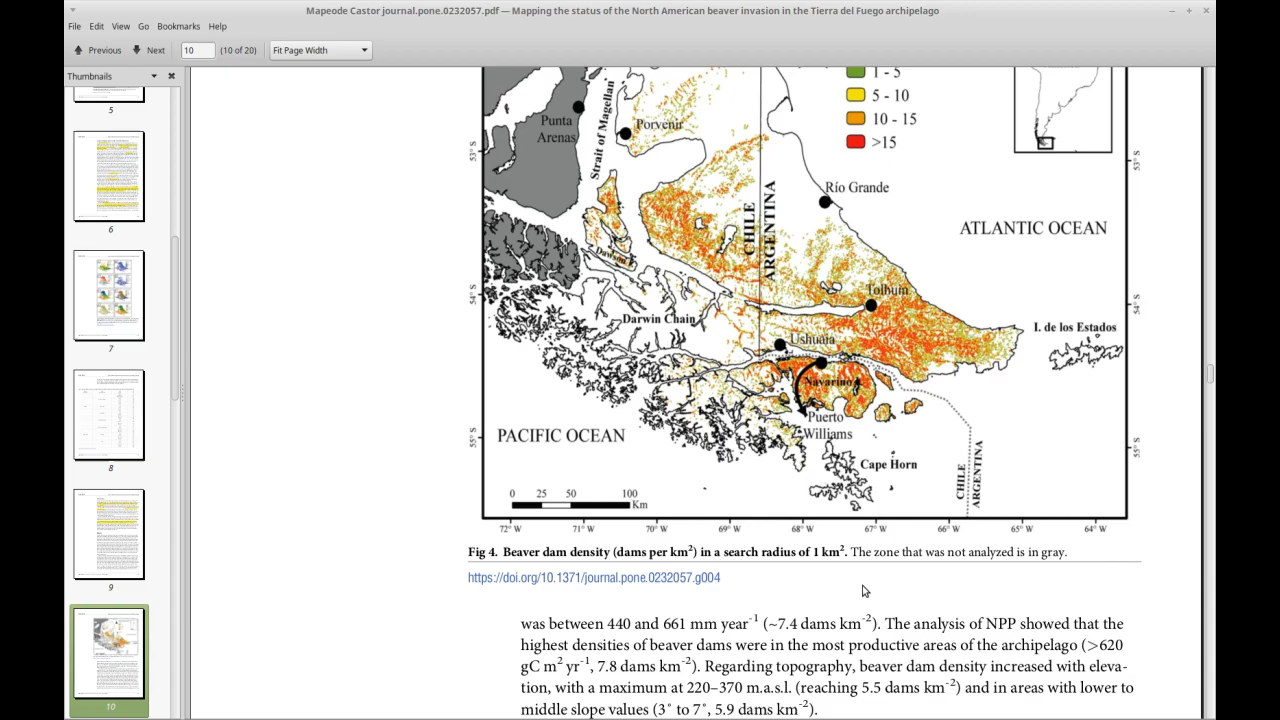 Mapeode Castor journal.pone.0232057.pdf — Mapping the status of the North American beaver invasion in the Tierra del Fuego archipelago
File Edit View Go Bookmarks Help
Previous Next 10 (10 of 20) Fit Page Width
Thumbnails
5
6
7
8
9
10
1 - 5
5 - 10
10 - 15
>15
Punta
Arenas
Strait of Magellan
Porvenir
53° S
53° S
Río Grande
CHILE
ARGENTINA
ATLANTIC OCEAN
Dawson
54° S
54° S
Tolhuin
Darwin Chain
I. de los Estados
Ushuaia
Navarino
Puerto
Williams
PACIFIC OCEAN
55° S
55° S
Cape Horn
CHILE
ARGENTINA
0 25 50 100
Km
72° W 71° W 70° W 69° W 68° W 67° W 66° W 65° W 64° W
Fig 4. Beaver dam density (dams per km2) in a search radius of 1 km2. The zone that was not analyzed is in gray.
https://doi.org/10.1371/journal.pone.0232057.g004
was between 440 and 661 mm year-1 (~7.4 dams km-2). The analysis of NPP showed that the
highest densities of beaver dams were in the most productive areas of the archipelago (>620
gC m-2 yr-1, 7.8 dams km-2). Regarding topography, beaver dam density increased with eleva-
tion, with a maximum at 220–370 m.a.s.l (reaching 5.5 dams km-2) and in areas with lower to
middle slope values (3˚ to 7˚, 5.9 dams km-2).